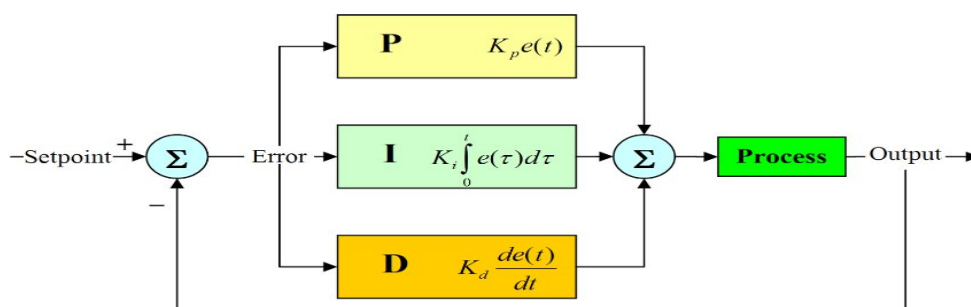 P K_p e(t)
–Setpoint + Σ Error I K_i ∫_0^t e(τ)dτ Σ Process Output
−
D K_d de(t)/dt